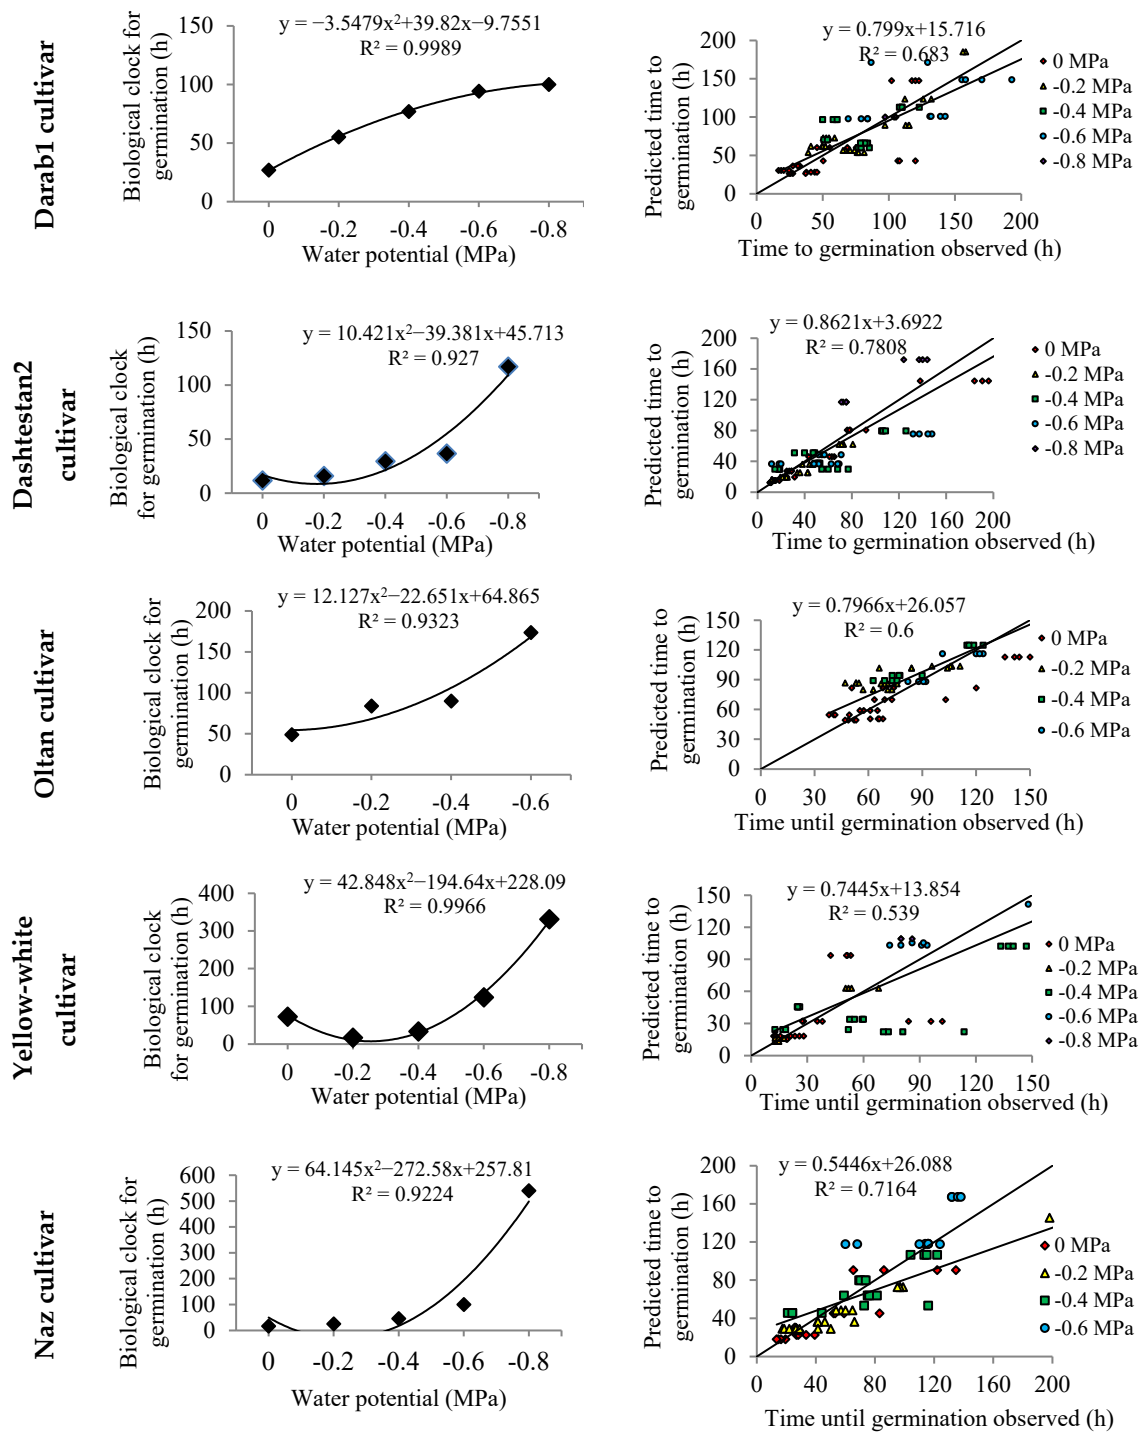 Darab1 cultivar
Biological clock for
germination (h)
y = −3.5479x²+39.82x−9.7551
R² = 0.9989
150
100
50
0
0 -0.2 -0.4 -0.6 -0.8
Water potential (MPa)
Predicted time to
germination (h)
y = 0.799x+15.716
R² = 0.683
200
150
100
50
0
0 50 100 150 200
Time to germination observed (h)
0 MPa
-0.2 MPa
-0.4 MPa
-0.6 MPa
-0.8 MPa
Dashtestan2
cultivar
Biological clock
for germination (h)
y = 10.421x²−39.381x+45.713
R² = 0.927
150
100
50
0
0 -0.2 -0.4 -0.6 -0.8
Water potential (MPa)
Predicted time to
germination (h)
y = 0.8621x+3.6922
R² = 0.7808
200
160
120
80
40
0
0 40 80 120 160 200
Time to germination observed (h)
0 MPa
-0.2 MPa
-0.4 MPa
-0.6 MPa
-0.8 MPa
Oltan cultivar
Biological clock for
germination (h)
y = 12.127x²−22.651x+64.865
R² = 0.9323
200
150
100
50
0
0 -0.2 -0.4 -0.6
Water potential (MPa)
Predicted time to
germination (h)
y = 0.7966x+26.057
R² = 0.6
150
120
90
60
30
0
0 30 60 90 120 150
Time until germination observed (h)
0 MPa
-0.2 MPa
-0.4 MPa
-0.6 MPa
Yellow-white
cultivar
Biological clock
for germination (h)
y = 42.848x²−194.64x+228.09
R² = 0.9966
400
300
200
100
0
0 -0.2 -0.4 -0.6 -0.8
Water potential (MPa)
Predicted time to
germination (h)
y = 0.7445x+13.854
R² = 0.539
150
120
90
60
30
0
0 30 60 90 120 150
Time until germination observed (h)
0 MPa
-0.2 MPa
-0.4 MPa
-0.6 MPa
-0.8 MPa
Naz cultivar
Biological clock for
germination (h)
y = 64.145x²−272.58x+257.81
R² = 0.9224
600
500
400
300
200
100
0
0 -0.2 -0.4 -0.6 -0.8
Water potential (MPa)
Predicted time to
germination (h)
y = 0.5446x+26.088
R² = 0.7164
200
160
120
80
40
0
0 40 80 120 160 200
Time until germination observed (h)
0 MPa
-0.2 MPa
-0.4 MPa
-0.6 MPa